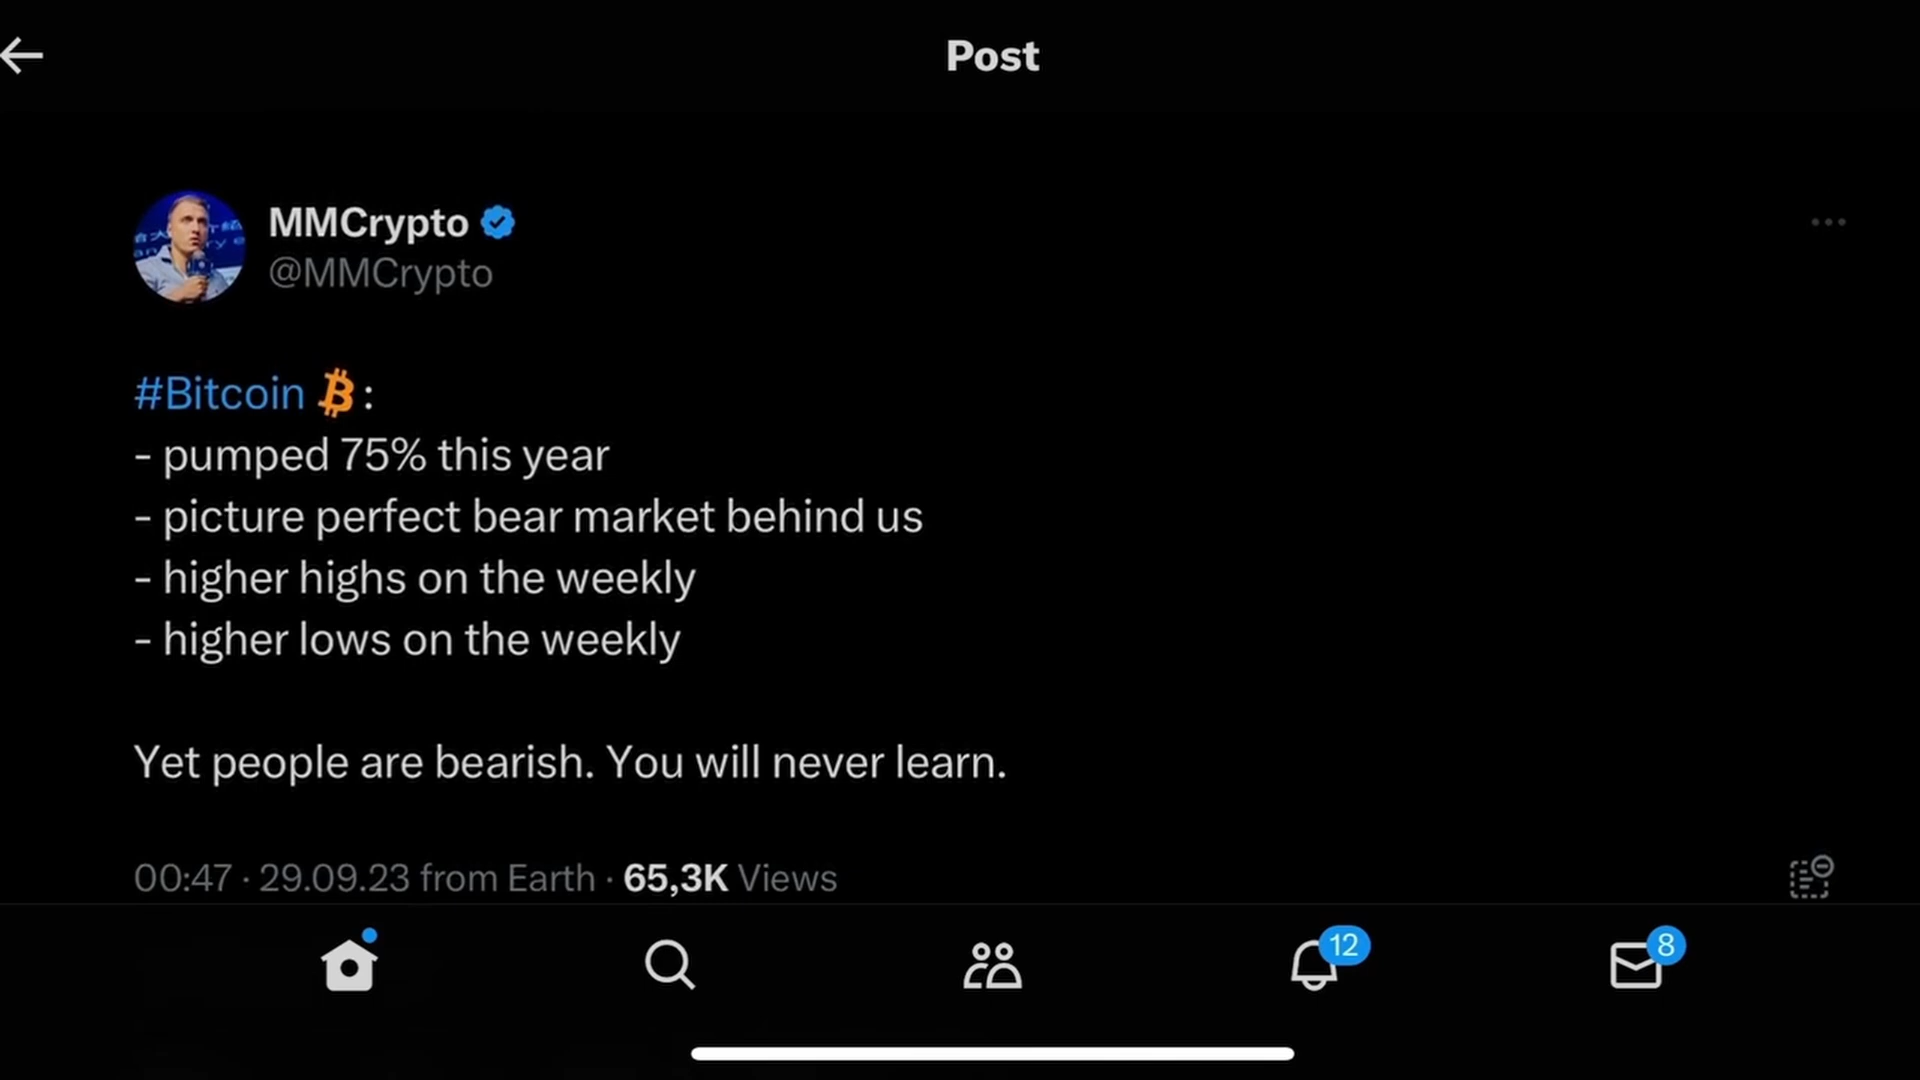 Post
MMCrypto
@MMCrypto
#Bitcoin ₿:
- pumped 75% this year
- picture perfect bear market behind us
- higher highs on the weekly
- higher lows on the weekly
Yet people are bearish. You will never learn.
00:47 · 29.09.23 from Earth · 65,3K Views
12
8